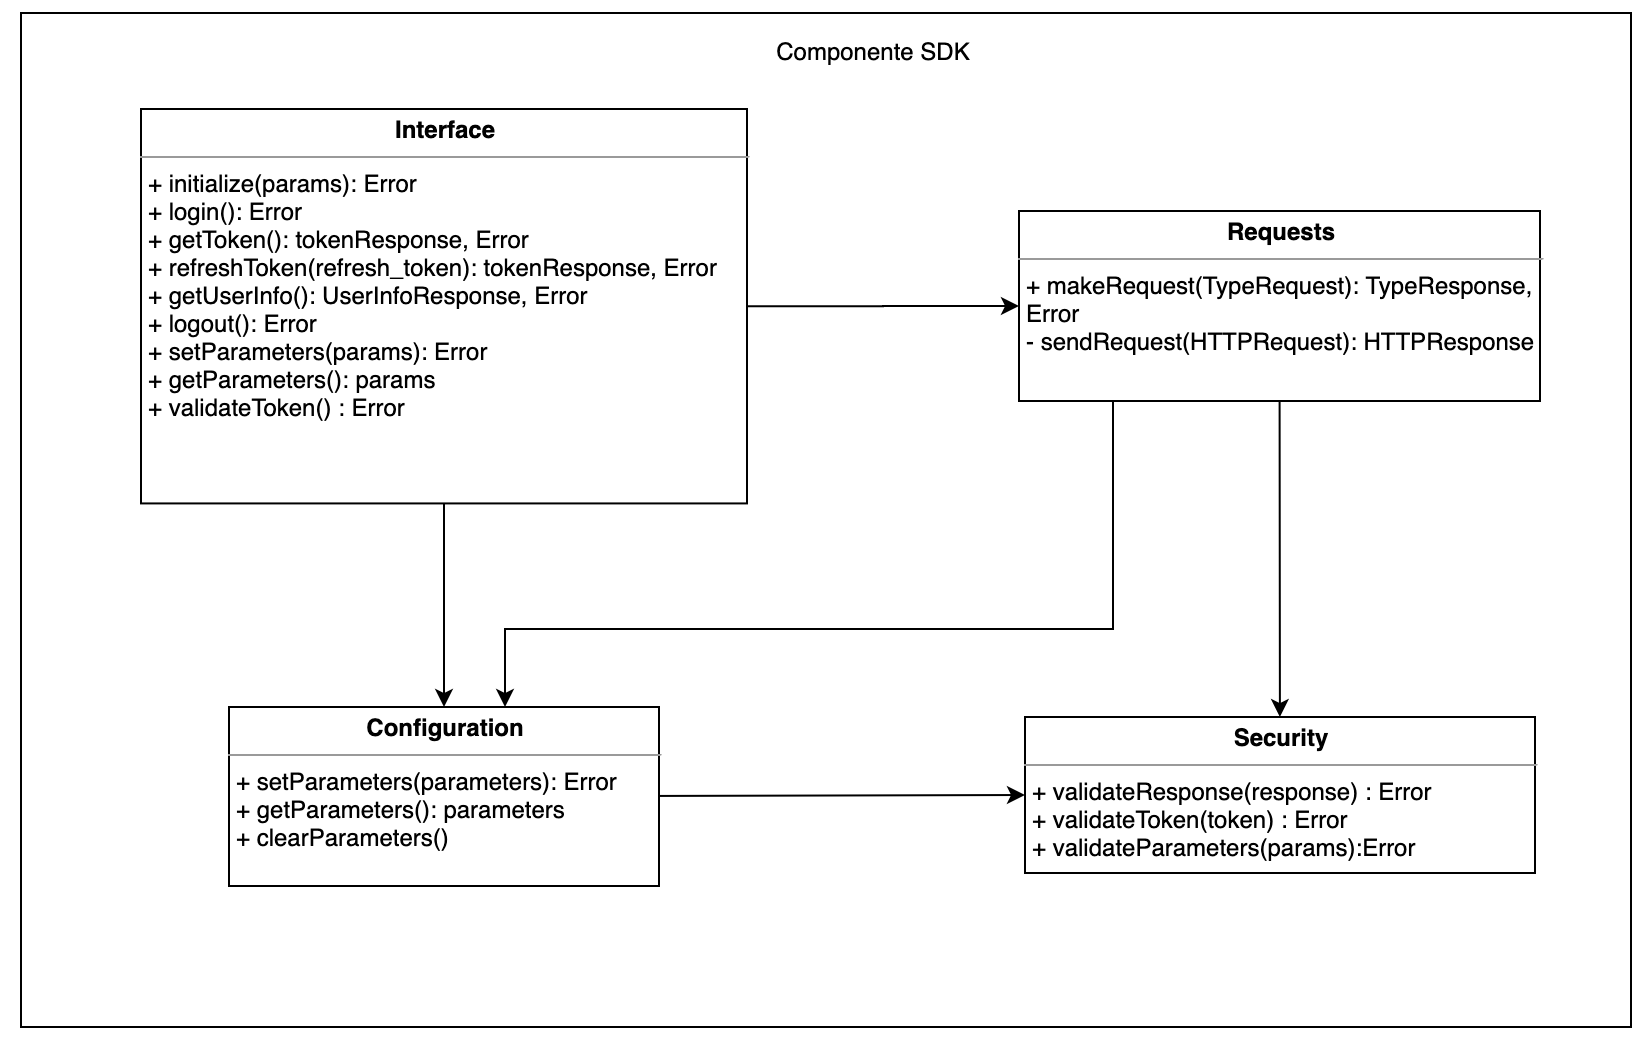 Componente SDK
Interface
+ initialize(params): Error
+ login(): Error
+ getToken(): tokenResponse, Error
+ refreshToken(refresh_token): tokenResponse, Error
+ getUserInfo(): UserInfoResponse, Error
+ logout(): Error
+ setParameters(params): Error
+ getParameters(): params
+ validateToken() : Error
Requests
+ makeRequest(TypeRequest): TypeResponse,
Error
- sendRequest(HTTPRequest): HTTPResponse
Configuration
+ setParameters(parameters): Error
+ getParameters(): parameters
+ clearParameters()
Security
+ validateResponse(response) : Error
+ validateToken(token) : Error
+ validateParameters(params):Error